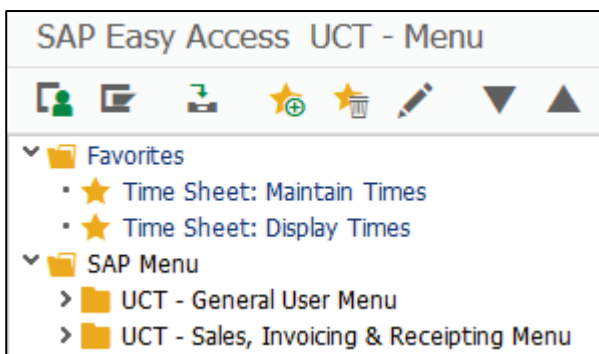 SAP Easy Access UCT - Menu
Favorites
Time Sheet: Maintain Times
Time Sheet: Display Times
SAP Menu
UCT - General User Menu
UCT - Sales, Invoicing & Receipting Menu